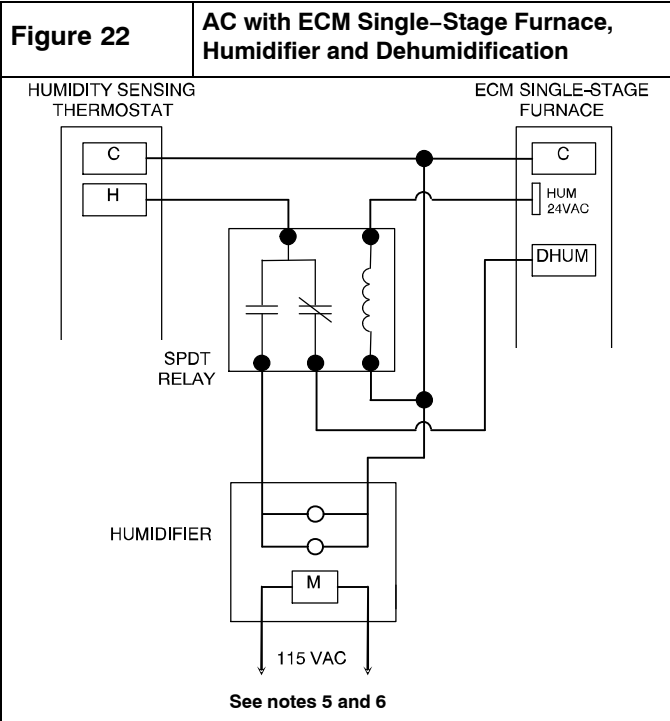 Figure 22
AC with ECM Single–Stage Furnace,
Humidifier and Dehumidification
HUMIDITY SENSING
THERMOSTAT
ECM SINGLE–STAGE
FURNACE
C
C
H
HUM
24VAC
DHUM
SPDT
RELAY
HUMIDIFIER
M
115 VAC
See notes 5 and 6